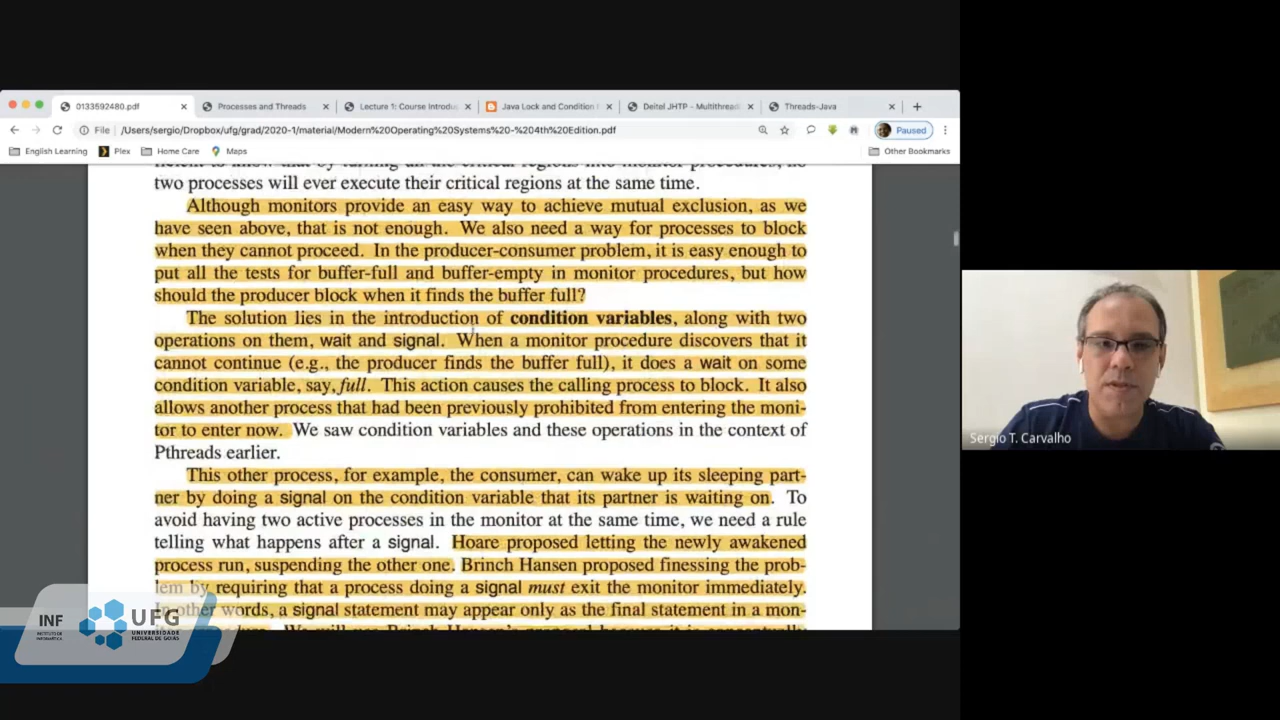 0133592480.pdf
Processes and Threads
Lecture 1: Course Introdu
Java Lock and Condition
Deitel JHTP - Multithread
Threads-Java
File
/Users/sergio/Dropbox/ufg/grad/2020-1/material/Modern%20Operating%20Systems%20-%204th%20Edition.pdf
Paused
English Learning
Plex
Home Care
Maps
Other Bookmarks
two processes will ever execute their critical regions at the same time.
Although monitors provide an easy way to achieve mutual exclusion, as we
have seen above, that is not enough. We also need a way for processes to block
when they cannot proceed. In the producer-consumer problem, it is easy enough to
put all the tests for buffer-full and buffer-empty in monitor procedures, but how
should the producer block when it finds the buffer full?
The solution lies in the introduction of condition variables, along with two
operations on them, wait and signal. When a monitor procedure discovers that it
cannot continue (e.g., the producer finds the buffer full), it does a wait on some
condition variable, say, full. This action causes the calling process to block. It also
allows another process that had been previously prohibited from entering the moni-
tor to enter now. We saw condition variables and these operations in the context of
Pthreads earlier.
This other process, for example, the consumer, can wake up its sleeping part-
ner by doing a signal on the condition variable that its partner is waiting on. To
avoid having two active processes in the monitor at the same time, we need a rule
telling what happens after a signal. Hoare proposed letting the newly awakened
process run, suspending the other one. Brinch Hansen proposed finessing the prob-
lem by requiring that a process doing a signal must exit the monitor immediately.
In other words, a signal statement may appear only as the final statement in a mon-
Sergio T. Carvalho
INF
INSTITUTO DE
INFORMÁTICA
UFG
UNIVERSIDADE
FEDERAL DE GOIÁS